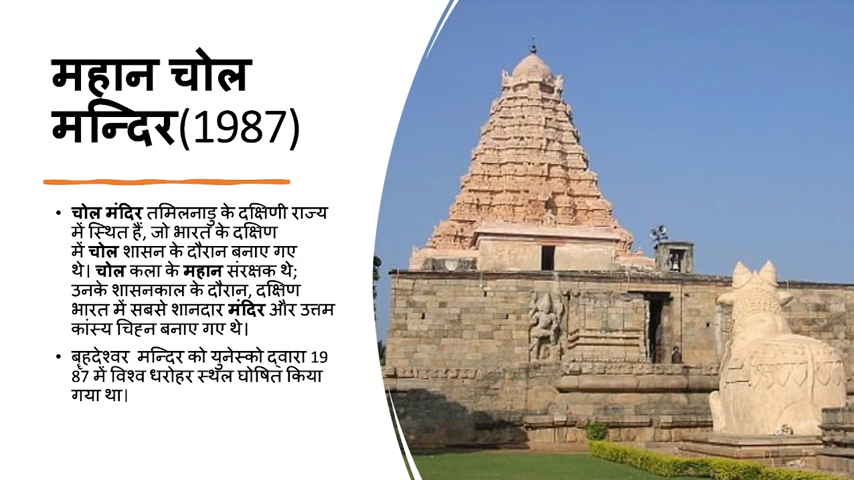 महान चोल
मन्दिर(1987)
• चोल मंदिर तमिलनाडु के दक्षिणी राज्य
में स्थित हैं, जो भारत के दक्षिण
में चोल शासन के दौरान बनाए गए
थे। चोल कला के महान संरक्षक थे;
उनके शासनकाल के दौरान, दक्षिण
भारत में सबसे शानदार मंदिर और उत्तम
कांस्य चिह्न बनाए गए थे।
• बृहदेश्वर मन्दिर को युनेस्को द्वारा 19
87 में विश्व धरोहर स्थल घोषित किया
गया था।